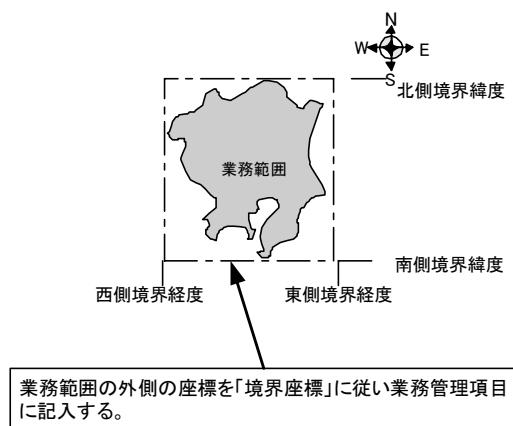 N
W E
S
北側境界緯度
業務範囲
南側境界緯度
西側境界経度 東側境界経度
業務範囲の外側の座標を「境界座標」に従い業務管理項目
に記入する。